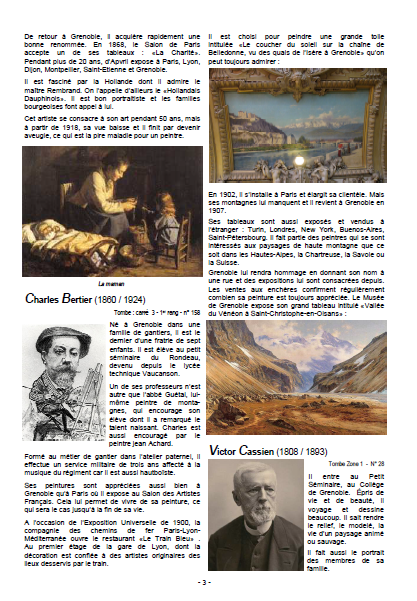 De retour à Grenoble, il acquière rapidement une
bonne renommée. En 1868, le Salon de Paris
accepte un de ses tableaux : «La Charité».
Pendant plus de 20 ans, d'Apvril expose à Paris, Lyon,
Dijon, Montpellier, Saint-Etienne et Grenoble.
Il est fasciné par la Hollande dont il admire le
maître Rembrand. On l'appelle d'ailleurs le «Hollandais
Dauphinois». Il est bon portraitiste et les familles
bourgeoises font appel à lui.
Cet artiste se consacre à son art pendant 50 ans, mais
à partir de 1918, sa vue baisse et il finit par devenir
aveugle, ce qui est la pire maladie pour un peintre.
La maman
Charles Bertier (1860 / 1924)
Tombe : carré 3 - 1er rang - n° 158
Né à Grenoble dans une
famille de gantiers, il est le
dernier d'une fratrie de sept
enfants. Il est élève au petit
séminaire du Rondeau,
devenu depuis le lycée
technique Vaucanson.
Un de ses professeurs n'est
autre que l'abbé Guétal, lui-
même peintre de monta-
gnes, qui encourage son
élève dont il a remarqué le
talent naissant. Charles est
aussi encouragé par le
peintre Jean Achard.
Formé au métier de gantier dans l'atelier paternel, il
effectue un service militaire de trois ans affecté à la
musique du régiment car il est aussi hautboïste.
Ses peintures sont appréciées aussi bien à
Grenoble qu'à Paris où il expose au Salon des Artistes
Français. Cela lui permet de vivre de sa peinture, ce
qui sera le cas jusqu'à la fin de sa vie.
A l'occasion de l'Exposition Universelle de 1900, la
compagnie des chemins de fer Paris-Lyon-
Méditerranée ouvre le restaurant «Le Train Bleu» .
Au premier étage de la gare de Lyon, dont la
décoration est confiée à des artistes originaires des
lieux desservis par le train.
Il est choisi pour peindre une grande toile
intitulée «Le coucher du soleil sur la chaîne de
Belledonne, vu des quais de l'Isère à Grenoble» qu'on
peut toujours admirer :
En 1902, il s'installe à Paris et élargit sa clientèle. Mais
ses montagnes lui manquent et il revient à Grenoble en
1907.
Ses tableaux sont aussi exposés et vendus à
l'étranger : Turin, Londres, New York, Buenos-Aires,
Saint-Pétersbourg. Il fait partie des peintres qui se sont
intéressés aux paysages de haute montagne que ce
soit dans les Hautes-Alpes, la Chartreuse, la Savoie ou
la Suisse.
Grenoble lui rendra hommage en donnant son nom à
une rue et des expositions lui sont consacrées depuis.
Les ventes aux enchères confirment régulièrement
combien sa peinture est toujours appréciée. Le Musée
de Grenoble expose son grand tableau intitulé «Vallée
du Vénéon à Saint-Christophe-en-Oisans» :
Victor Cassien (1808 / 1893)
Tombe Zone 1 - N° 28
Il entre au Petit
Séminaire, au Collège
de Grenoble. Épris de
vie et de beauté, il
voyage et dessine
beaucoup. Il sait rendre
le relief, le modelé, la
vie d'un paysage animé
ou sauvage.
Il fait aussi le portrait
des membres de sa
famille.
- 3 -